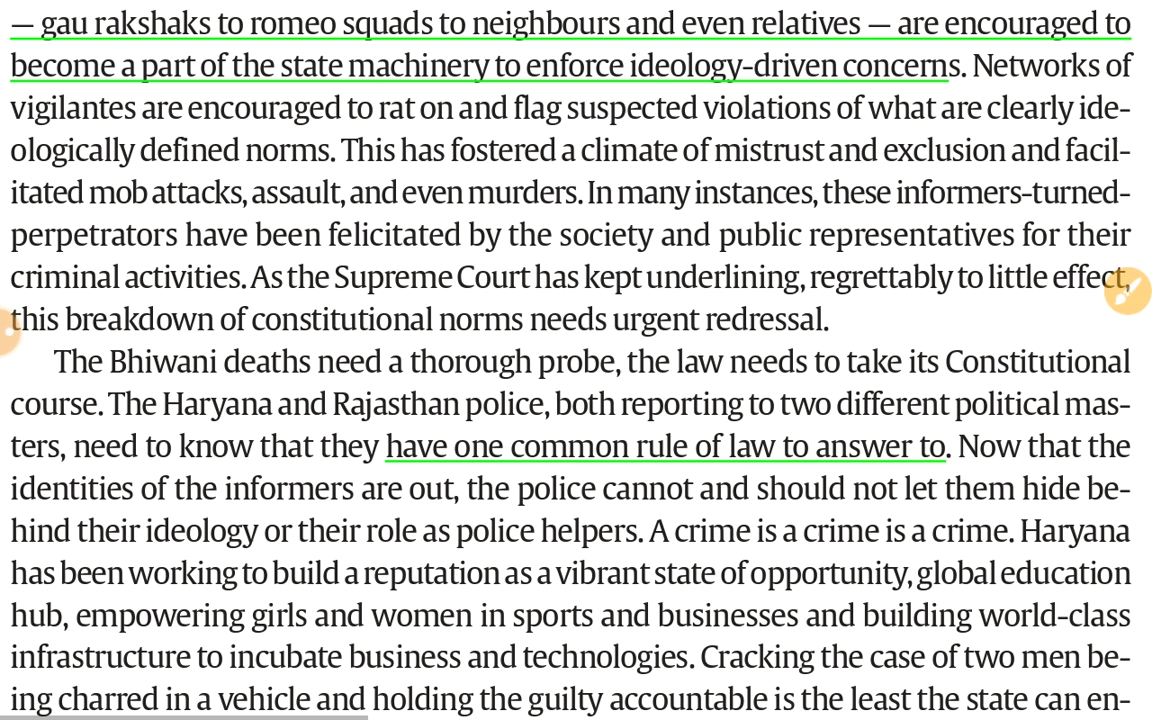 — gau rakshaks to romeo squads to neighbours and even relatives — are encouraged to
become a part of the state machinery to enforce ideology-driven concerns. Networks of
vigilantes are encouraged to rat on and flag suspected violations of what are clearly ide-
ologically defined norms. This has fostered a climate of mistrust and exclusion and facil-
itated mob attacks, assault, and even murders. In many instances, these informers-turned-
perpetrators have been felicitated by the society and public representatives for their
criminal activities. As the Supreme Court has kept underlining, regrettably to little effect,
this breakdown of constitutional norms needs urgent redressal.
The Bhiwani deaths need a thorough probe, the law needs to take its Constitutional
course. The Haryana and Rajasthan police, both reporting to two different political mas-
ters, need to know that they have one common rule of law to answer to. Now that the
identities of the informers are out, the police cannot and should not let them hide be-
hind their ideology or their role as police helpers. A crime is a crime is a crime. Haryana
has been working to build a reputation as a vibrant state of opportunity, global education
hub, empowering girls and women in sports and businesses and building world-class
infrastructure to incubate business and technologies. Cracking the case of two men be-
ing charred in a vehicle and holding the guilty accountable is the least the state can en-